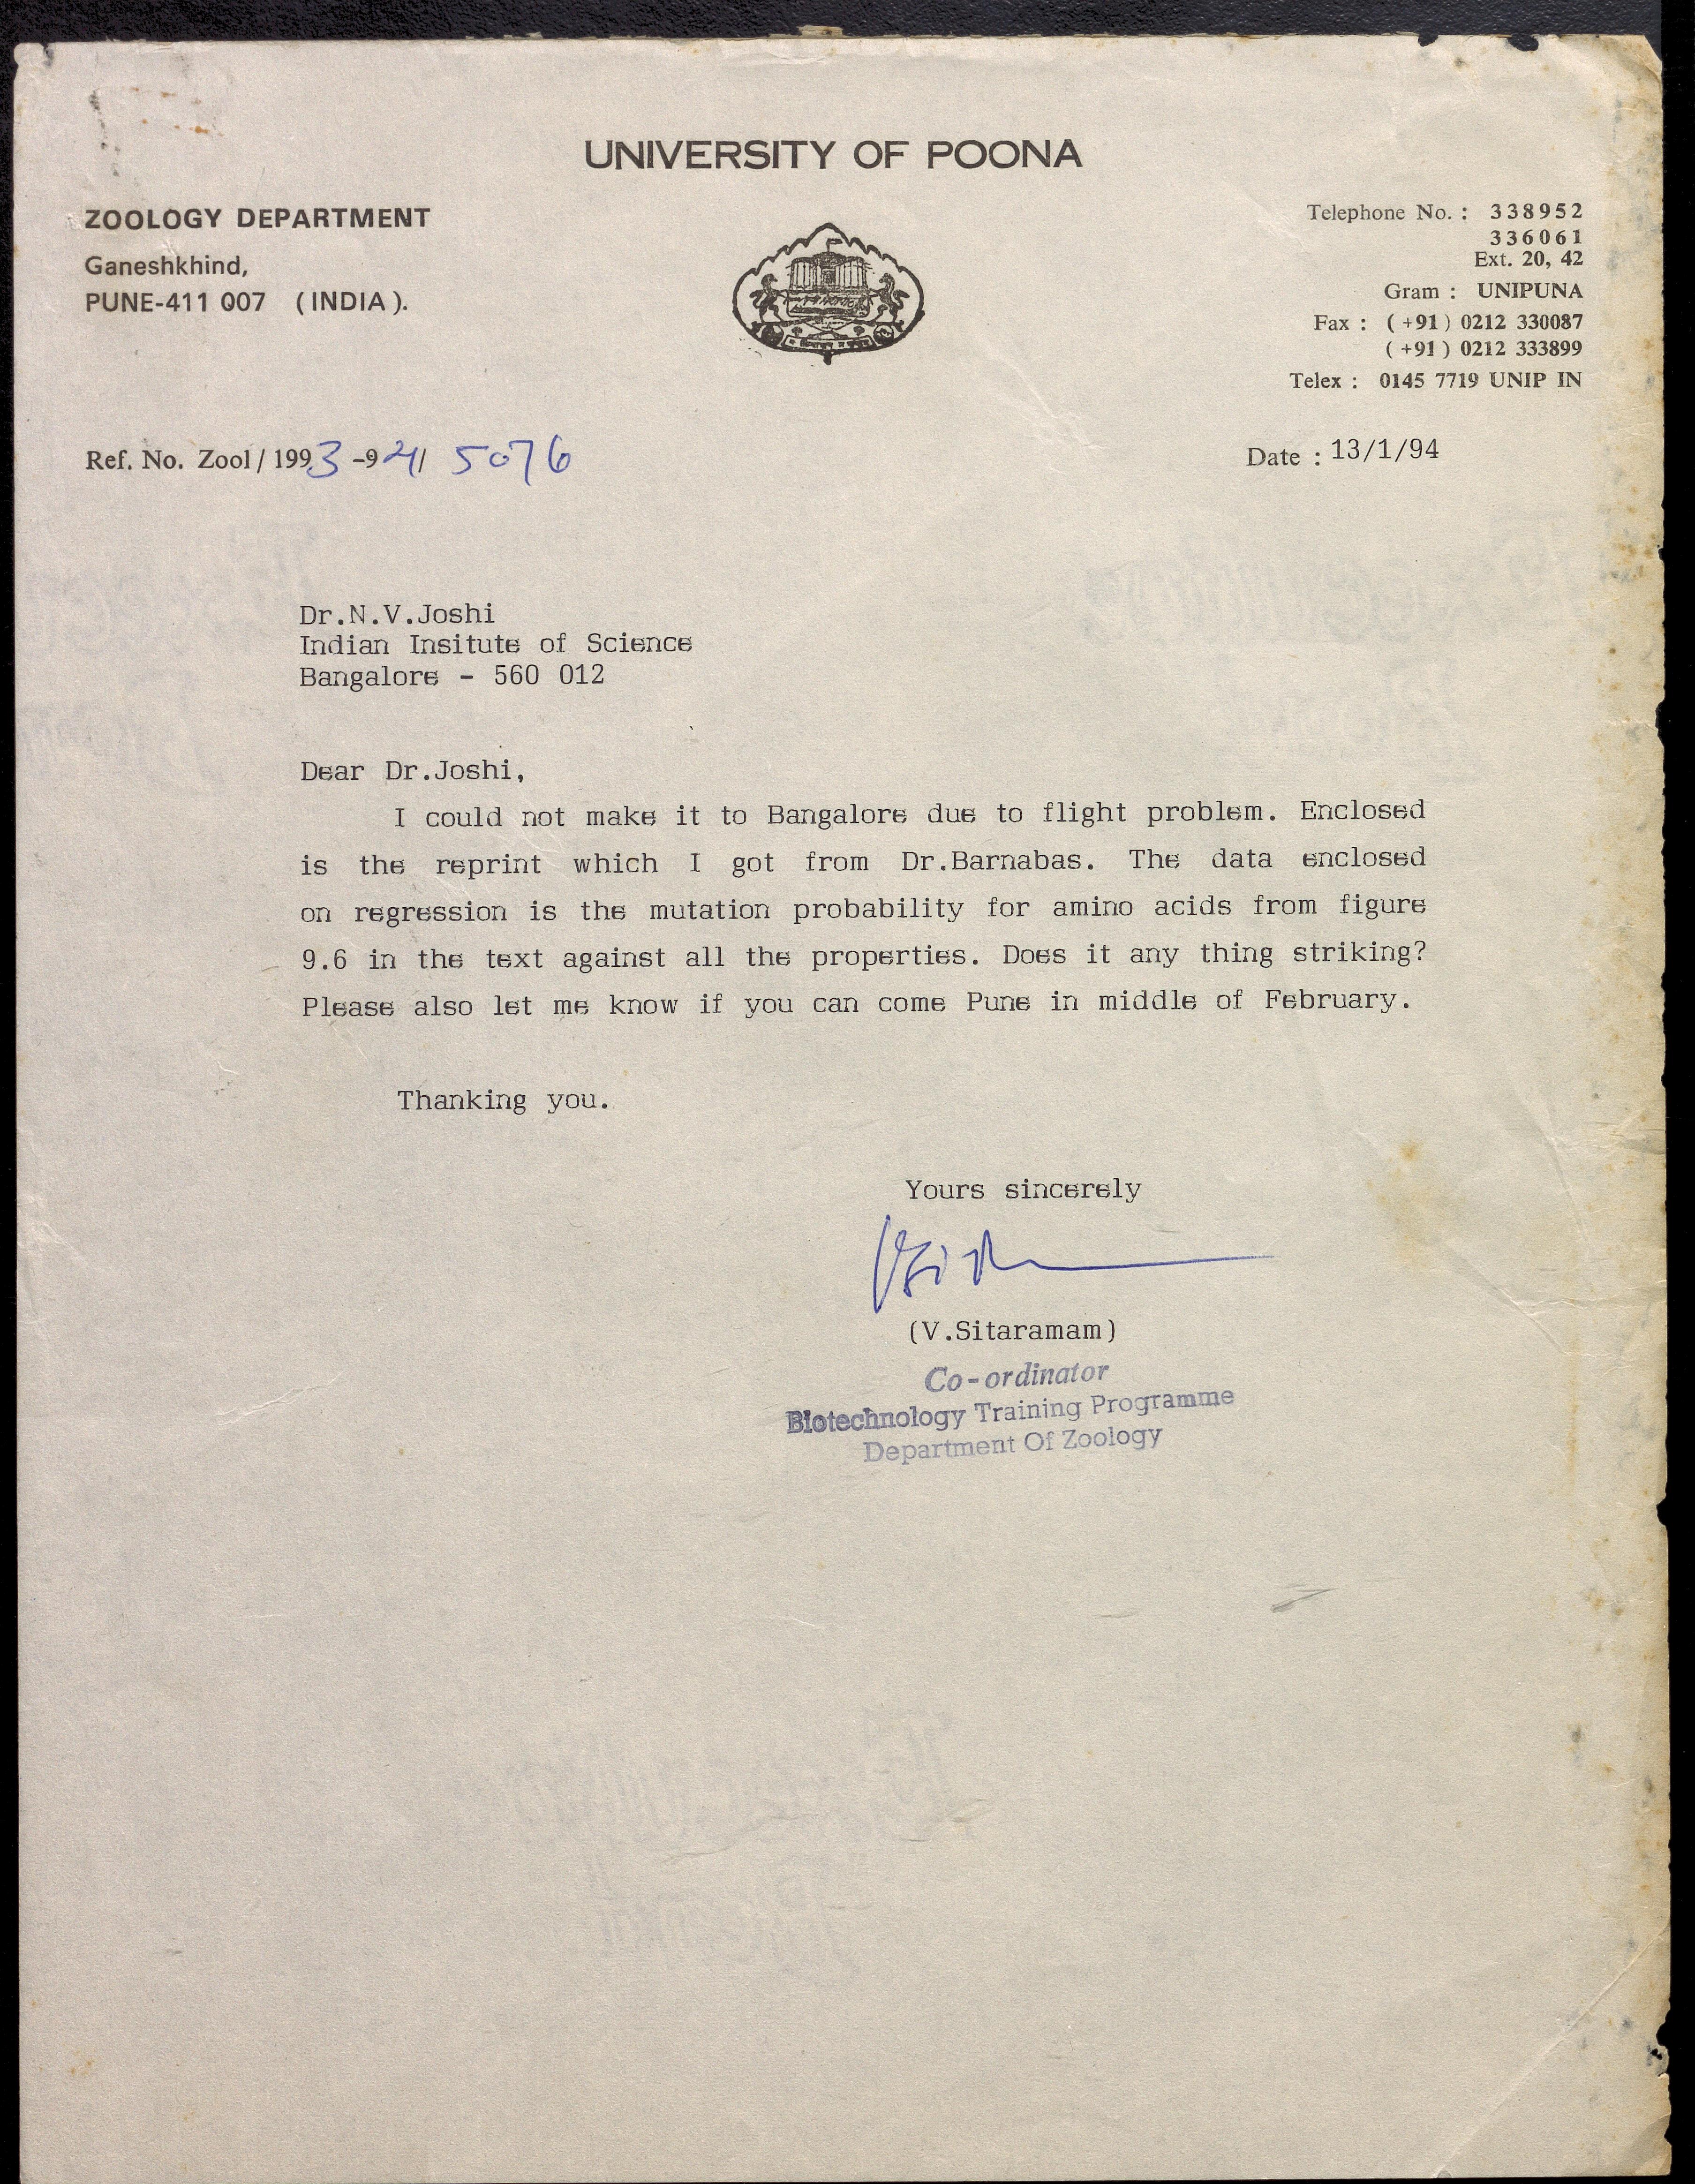 UNIVERSITY OF POONA
ZOOLOGY DEPARTMENT
Ganeshkhind,
PUNE-411 007 (INDIA).
Telephone No. : 338952
336061
Ext. 20, 42
Gram : UNIPUNA
Fax : (+91) 0212 330087
(+91) 0212 333899
Telex : 0145 7719 UNIP IN
Ref. No. Zool / 1993-94/ 5076
Date : 13/1/94
Dr.N.V.Joshi
Indian Insitute of Science
Bangalore - 560 012
Dear Dr.Joshi,
I could not make it to Bangalore due to flight problem. Enclosed
is the reprint which I got from Dr.Barnabas. The data enclosed
on regression is the mutation probability for amino acids from figure
9.6 in the text against all the properties. Does it any thing striking?
Please also let me know if you can come Pune in middle of February.
Thanking you.
Yours sincerely
(V.Sitaramam)
Co-ordinator
Biotechnology Training Programme
Department Of Zoology